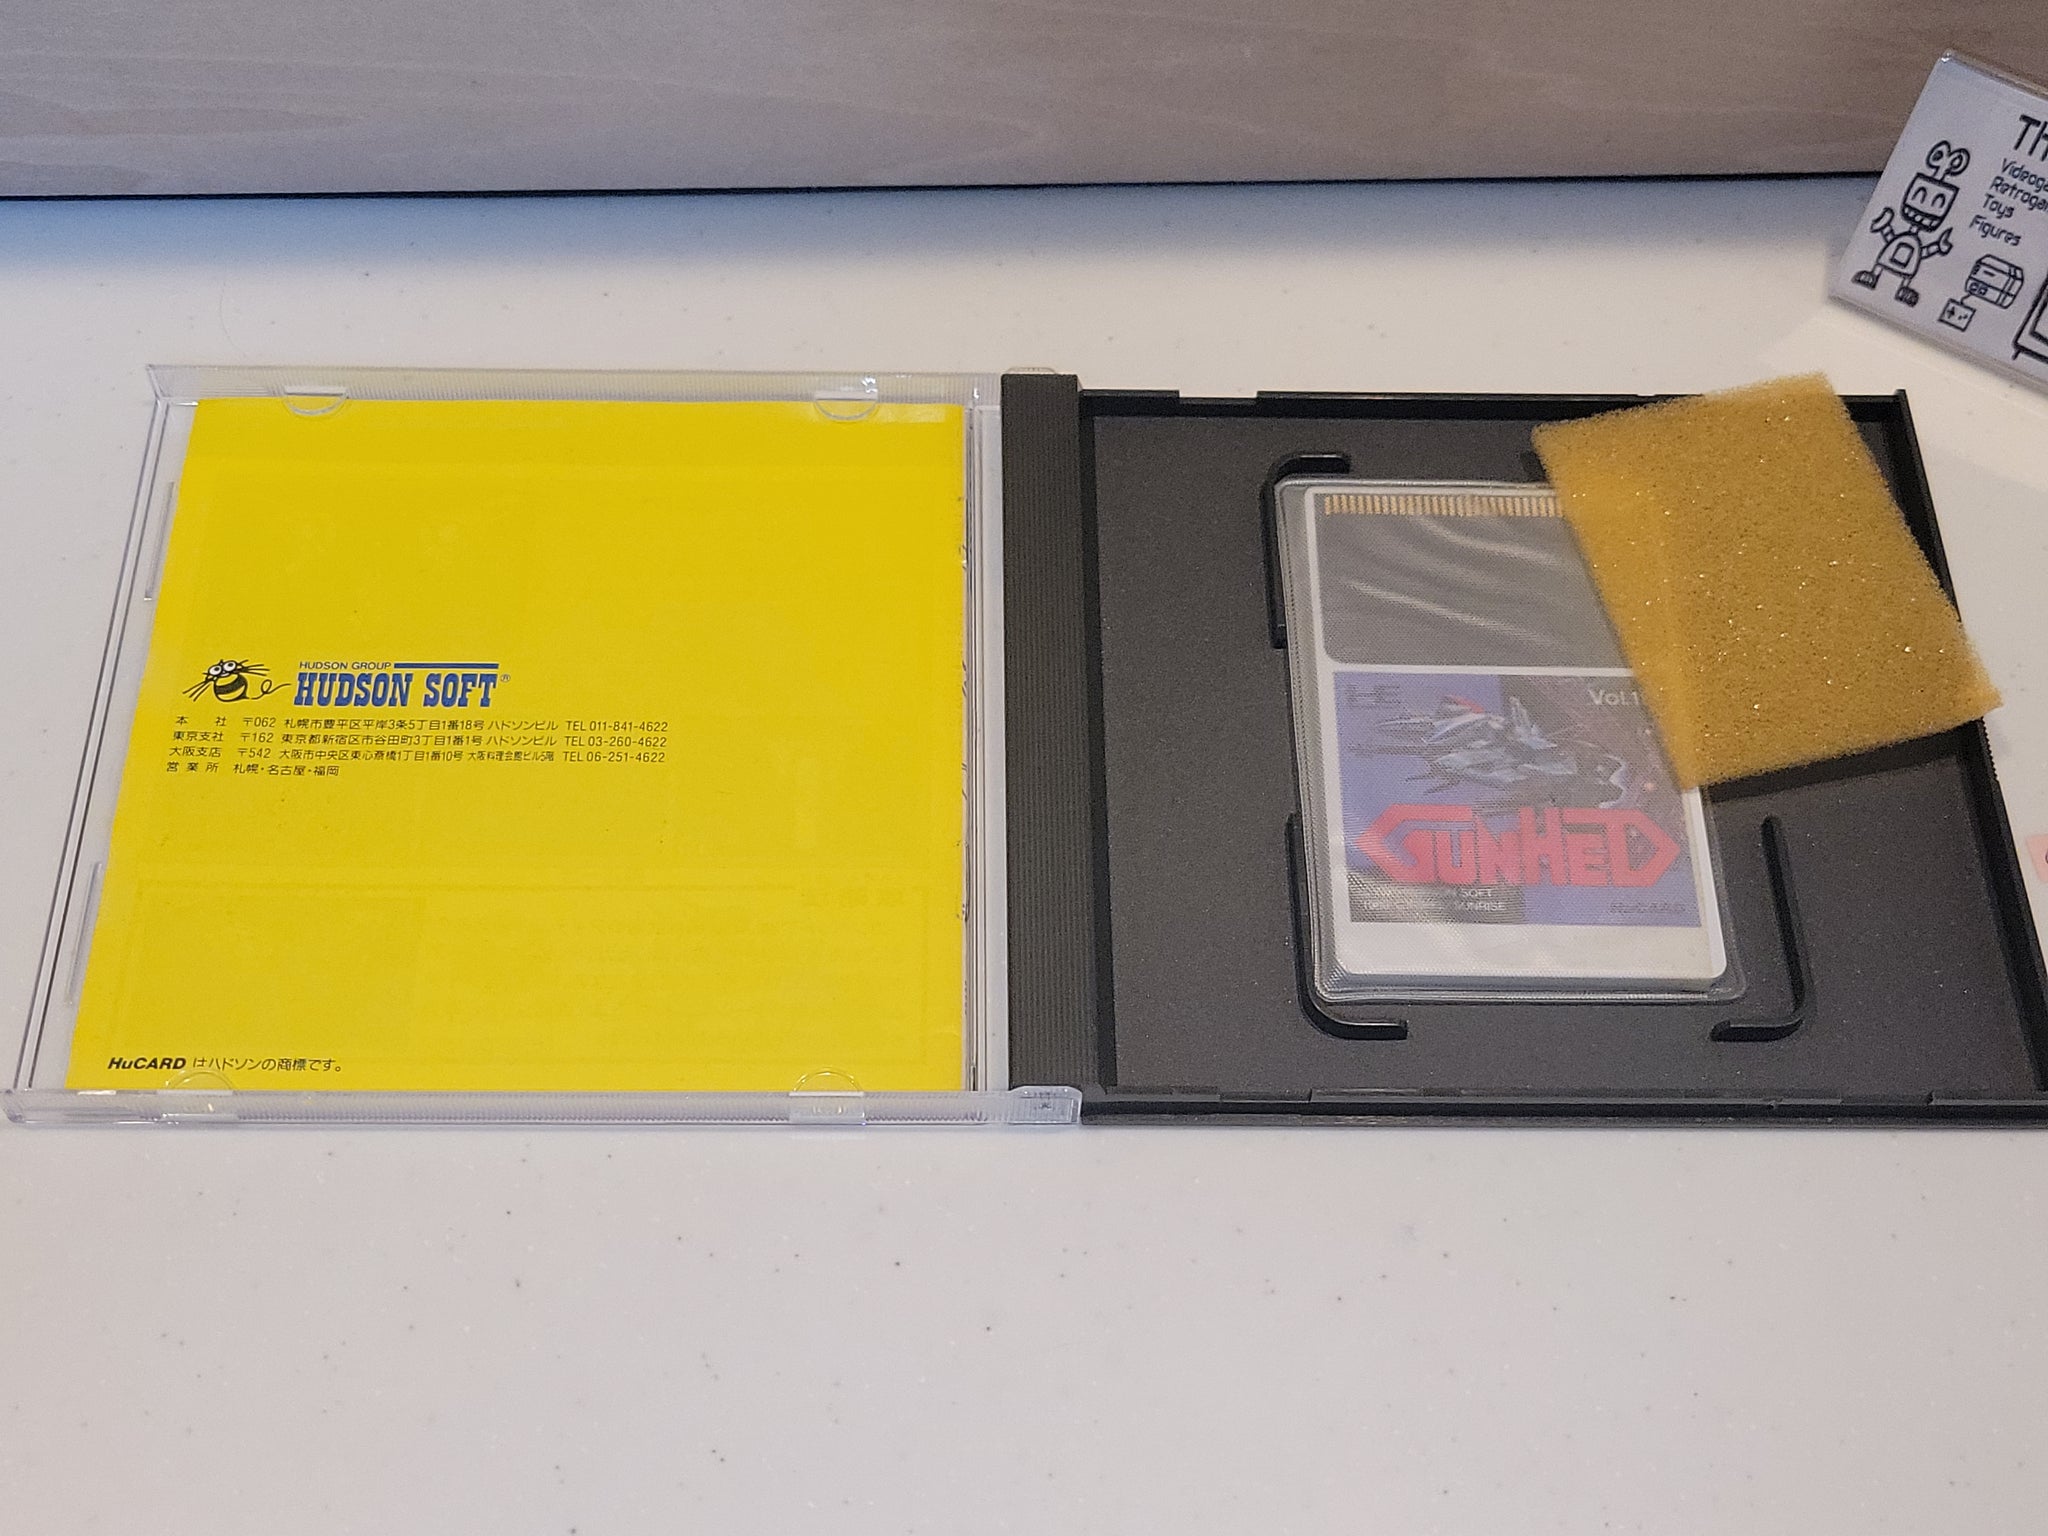 Videoga
Retrogam
Toys
Figures
HUDSON GROUP
HUDSON SOFT®
本 社 〒062 札幌市豊平区平岸3条5丁目1番18号 ハドソンビル TEL 011-841-4622
東京支社 〒162 東京都新宿区市谷田町3丁目1番1号 ハドソンビル TEL 03-260-4622
大阪支店 〒542 大阪市中央区東心斎橋1丁目1番10号 大阪料理会館ビル5階 TEL 06-251-4622
営業所 札幌・名古屋・福岡
HuCARD はハドソンの商標です。
Vol.1
GUNHED
SOFT
SUNRISE
HuCARD